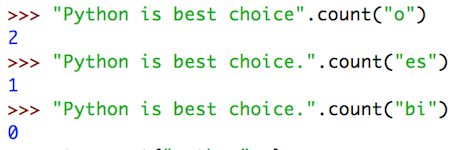 >>> "Python is best choice".count("o")
2
>>> "Python is best choice.".count("es")
1
>>> "Python is best choice.".count("bi")
0